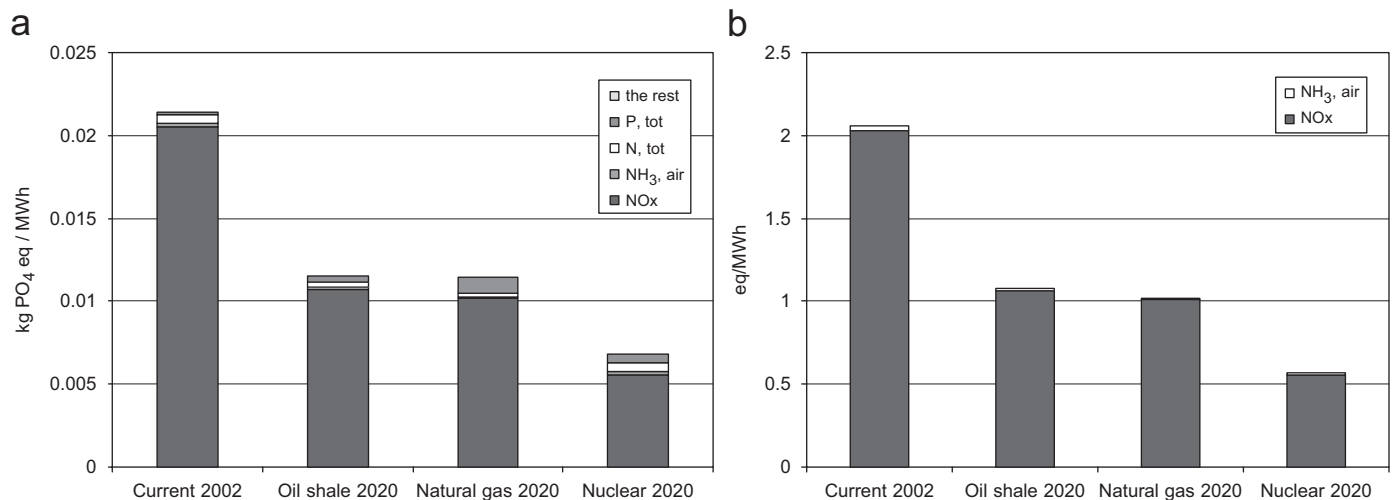 a
kg PO4 eq / MWh
0.025
0.02
0.015
0.01
0.005
0
the rest
P, tot
N, tot
NH3, air
NOx
Current 2002
Oil shale 2020
Natural gas 2020
Nuclear 2020
b
eq/MWh
2.5
2
1.5
1
0.5
0
NH3, air
NOx
Current 2002
Oil shale 2020
Natural gas 2020
Nuclear 2020